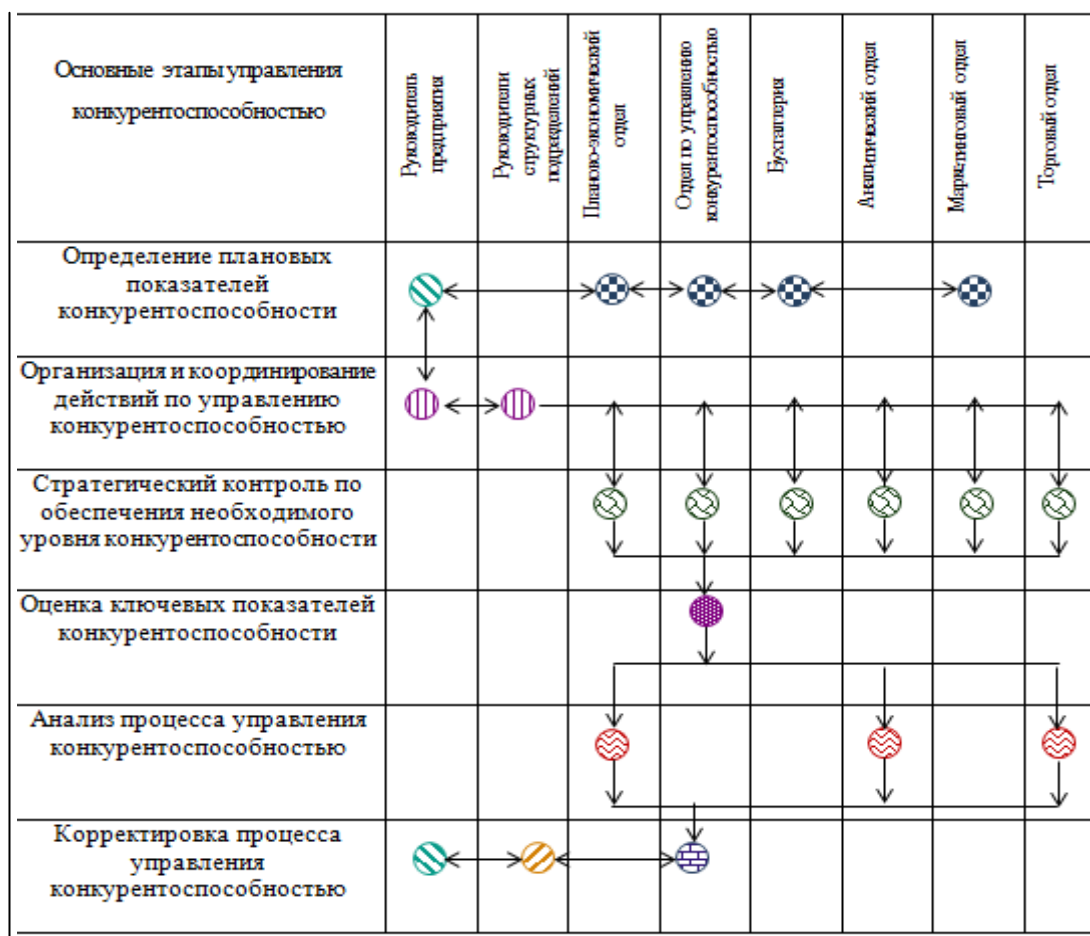 Основные этапы управления
конкурентоспособностью
Руководитель
предприятия
Руководители
структурных
подразделений
Планово-экономический
отдел
Отдел по управлению
конкурентоспособностью
Бухгалтерия
Аналитический отдел
Маркетинговый отдел
Торговый отдел
Определение плановых
показателей
конкурентоспособности
Организация и координирование
действий по управлению
конкурентоспособностью
Стратегический контроль по
обеспечения необходимого
уровня конкурентоспособности
Оценка ключевых показателей
конкурентоспособности
Анализ процесса управления
конкурентоспособностью
Корректировка процесса
управления
конкурентоспособностью